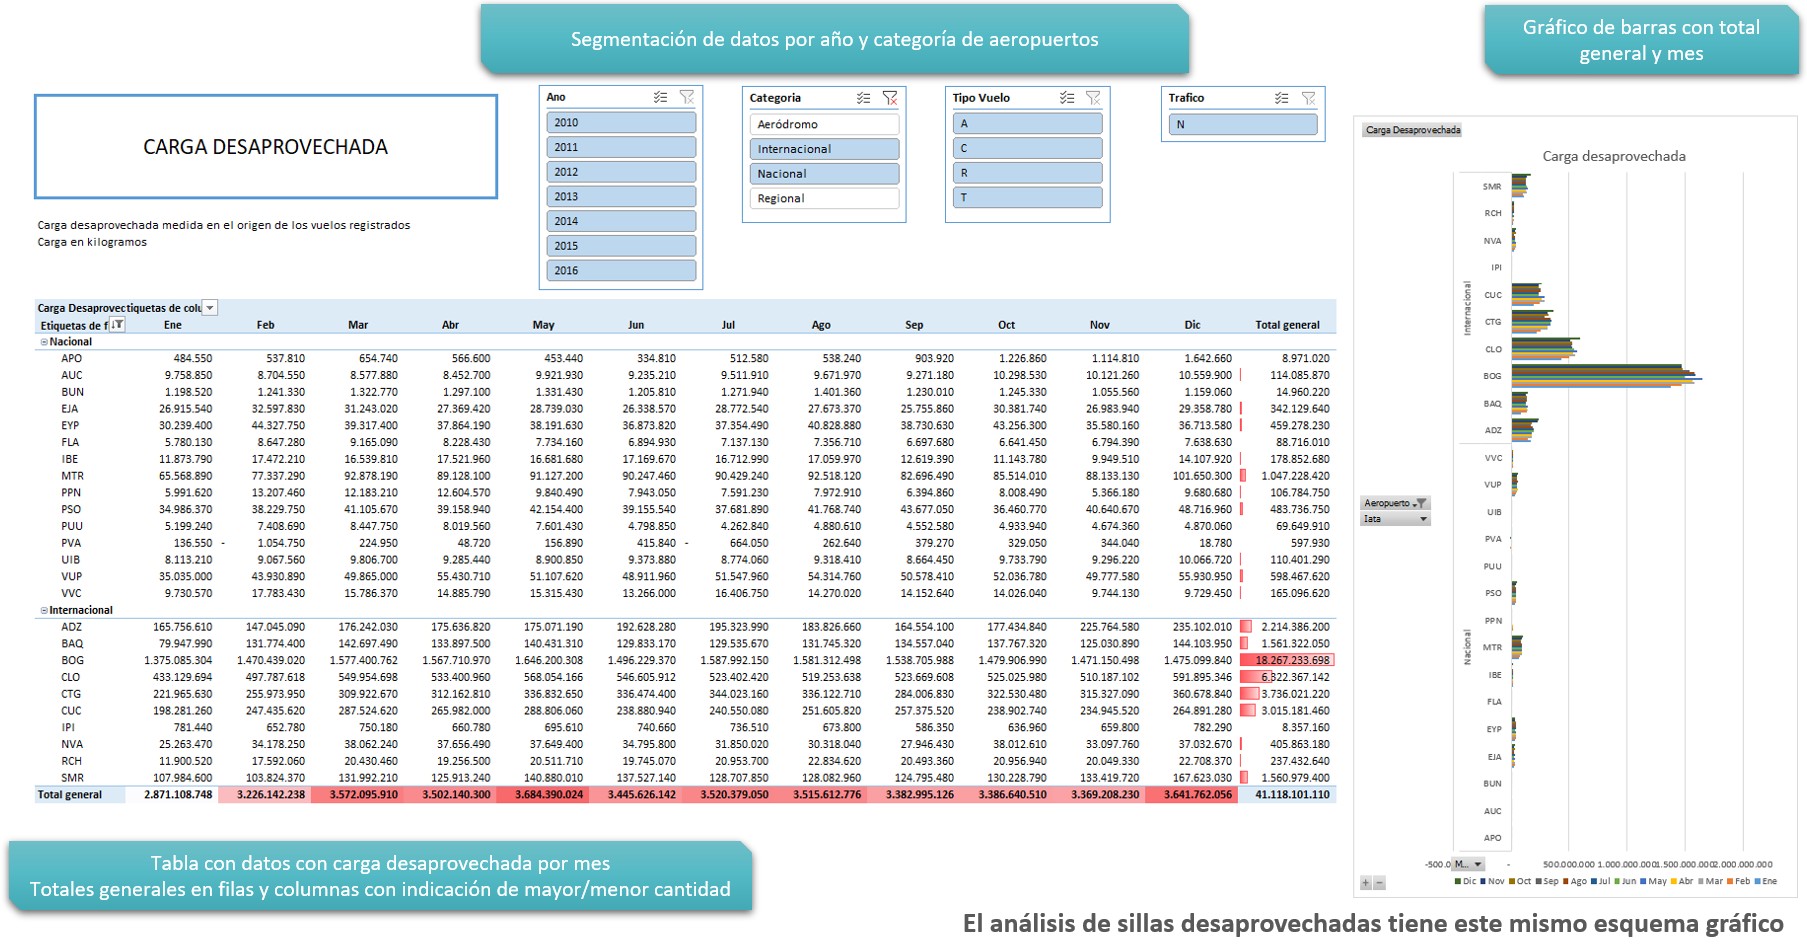 Segmentación de datos por año y categoría de aeropuertos
Gráfico de barras con total
general y mes
CARGA DESAPROVECHADA
Carga desaprovechada medida en el origen de los vuelos registrados
Carga en kilogramos
Ano
2010
2011
2012
2013
2014
2015
2016
Categoria
Aeródromo
Internacional
Nacional
Regional
Tipo Vuelo
A
C
R
T
Trafico
N
Carga Desaprovec tiquetas de colu
Etiquetas de f Ene Feb Mar Abr May Jun Jul Ago Sep Oct Nov Dic Total general
Nacional
APO 484.550 537.810 654.740 566.600 453.440 334.810 512.580 538.240 903.920 1.226.860 1.114.810 1.642.660 8.971.020
AUC 9.758.850 8.704.550 8.577.880 8.452.700 9.921.930 9.235.210 9.511.910 9.671.970 9.271.180 10.298.530 10.121.260 10.559.900 114.085.870
BUN 1.198.520 1.241.330 1.322.770 1.297.100 1.331.430 1.205.810 1.271.940 1.401.360 1.230.010 1.245.330 1.055.560 1.159.060 14.960.220
EJA 26.915.540 32.597.830 31.243.020 27.369.420 28.739.030 26.338.570 28.772.540 27.673.370 25.755.860 30.381.740 26.983.940 29.358.780 342.129.640
EYP 30.239.400 44.327.750 39.317.400 37.864.190 38.191.630 36.873.820 37.354.490 40.828.880 38.730.630 43.256.300 35.580.160 36.713.580 459.278.230
FLA 5.780.130 8.647.280 9.165.090 8.228.430 7.734.160 6.894.930 7.137.130 7.356.710 6.697.680 6.641.450 6.794.390 7.638.630 88.716.010
IBE 11.873.790 17.472.210 16.539.810 17.521.960 16.681.680 17.169.670 16.712.990 17.059.970 12.619.390 11.143.780 9.949.510 14.107.920 178.852.680
MTR 65.568.890 77.337.290 92.878.190 89.128.100 91.127.200 90.247.460 90.429.240 92.518.120 82.696.490 85.514.010 88.133.130 101.650.300 1.047.228.420
PPN 5.991.620 13.207.460 12.183.210 12.604.570 9.840.490 7.943.050 7.591.230 7.972.910 6.394.860 8.008.490 5.366.180 9.680.680 106.784.750
PSO 34.986.370 38.229.750 41.105.670 39.158.940 42.154.400 39.155.540 37.681.890 41.768.740 43.677.050 36.460.770 40.640.670 48.716.960 483.736.750
PUU 5.199.240 7.408.690 8.447.750 8.019.560 7.601.430 4.798.850 4.262.840 4.880.610 4.552.580 4.933.940 4.674.360 4.870.060 69.649.910
PVA 136.550 - 1.054.750 224.950 48.720 156.890 415.840 - 664.050 262.640 379.270 329.050 344.040 18.780 597.930
UIB 8.113.210 9.067.560 9.806.700 9.285.440 8.900.850 9.373.880 8.774.060 9.318.410 8.664.450 9.733.790 9.296.220 10.066.720 110.401.290
VUP 35.035.000 43.930.890 49.865.000 55.430.710 51.107.620 48.911.960 51.547.960 54.314.760 50.578.410 52.036.780 49.777.580 55.930.950 598.467.620
VVC 9.730.570 17.783.430 15.786.370 14.885.790 15.315.430 13.266.000 16.406.750 14.270.020 14.152.640 14.026.040 9.744.130 9.729.450 165.096.620
Internacional
ADZ 165.756.610 147.045.090 176.242.030 175.636.820 175.071.190 192.628.280 195.323.990 183.826.660 164.554.100 177.434.840 225.764.580 235.102.010 2.214.386.200
BAQ 79.947.990 131.774.400 142.697.490 133.897.500 140.431.310 129.833.170 129.535.670 131.745.320 134.557.040 137.767.320 125.030.890 144.103.950 1.561.322.050
BOG 1.375.085.304 1.470.439.020 1.577.400.762 1.567.710.970 1.646.200.308 1.496.229.370 1.587.992.150 1.581.312.498 1.538.705.988 1.479.906.990 1.471.150.498 1.475.099.840 18.267.233.698
CLO 433.129.694 497.787.618 549.954.698 533.400.960 568.054.166 546.605.912 523.402.420 519.253.638 523.669.608 525.025.980 510.187.102 591.895.346 6.322.367.142
CTG 221.965.630 255.973.950 309.922.670 312.162.810 336.832.650 336.474.400 344.023.160 336.122.710 284.006.830 322.530.480 315.327.090 360.678.840 3.736.021.220
CUC 198.281.260 247.435.620 287.524.620 265.982.000 288.806.060 238.880.940 240.550.080 251.605.820 257.375.520 238.902.740 234.945.520 264.891.280 3.015.181.460
IPI 781.440 652.780 750.180 660.780 695.610 740.660 736.510 673.800 586.350 636.960 659.800 782.290 8.357.160
NVA 25.263.470 34.178.250 38.062.240 37.656.490 37.649.400 34.795.800 31.850.020 30.318.040 27.946.430 38.012.610 33.097.760 37.032.670 405.863.180
RCH 11.900.520 17.592.060 20.430.460 19.256.500 20.511.710 19.745.070 20.953.700 22.834.620 20.493.360 20.956.940 20.049.330 22.708.370 237.432.640
SMR 107.984.600 103.824.370 131.992.210 125.913.240 140.880.010 137.527.140 128.707.850 128.082.960 124.795.480 130.228.790 133.419.720 167.623.030 1.560.979.400
Total general 2.871.108.748 3.226.142.238 3.572.095.910 3.502.140.300 3.684.390.024 3.445.626.142 3.520.379.050 3.515.612.776 3.382.995.126 3.386.640.510 3.369.208.230 3.641.762.056 41.118.101.110
Carga Desaprovechada
Carga desaprovechada
Internacional
SMR
RCH
NVA
IPI
CUC
CTG
CLO
BOG
BAQ
ADZ
Nacional
VVC
VUP
UIB
PVA
PUU
PSO
PPN
MTR
IBE
FLA
EYP
EJA
BUN
AUC
APO
Aeropuerto
Iata
-500.0 M... - 500.000.000 1.000.000.000 1.500.000.000 2.000.000.000
Dic Nov Oct Sep Ago Jul Jun May Abr Mar Feb Ene
Tabla con datos con carga desaprovechada por mes
Totales generales en filas y columnas con indicación de mayor/menor cantidad
El análisis de sillas desaprovechadas tiene este mismo esquema gráfico